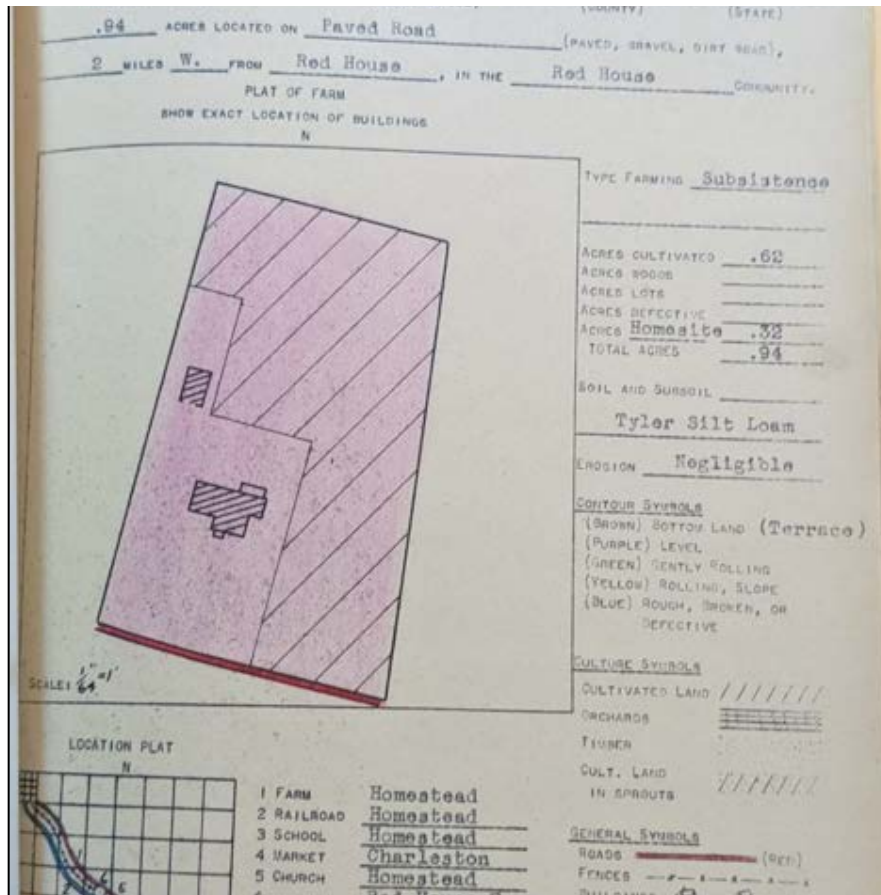 (COUNTY) (STATE)
.94 ACRES LOCATED ON Paved Road (PAVED, GRAVEL, DIRT ROAD),
2 MILES W. FROM Red House, IN THE Red House COMMUNITY.
PLAT OF FARM
SHOW EXACT LOCATION OF BUILDINGS
N
TYPE FARMING Subsistence
ACRES CULTIVATED .62
ACRES WOODS
ACRES LOTS
ACRES DEFECTIVE
ACRES Homesite .32
TOTAL ACRES .94
SOIL AND SUBSOIL
Tyler Silt Loam
EROSION Negligible
CONTOUR SYMBOLS
(BROWN) BOTTOM LAND (Terrace)
(PURPLE) LEVEL
(GREEN) GENTLY ROLLING
(YELLOW) ROLLING, SLOPE
(BLUE) ROUGH, BROKEN, OR
DEFECTIVE
SCALE: 1/64"=1'
CULTURE SYMBOLS
CULTIVATED LAND
ORCHARDS
TIMBER
CULT. LAND
IN SPROUTS
LOCATION PLAT
N
1 FARM Homestead
2 RAILROAD Homestead
3 SCHOOL Homestead
4 MARKET Charleston
5 CHURCH Homestead
GENERAL SYMBOLS
ROADS (RED)
FENCES